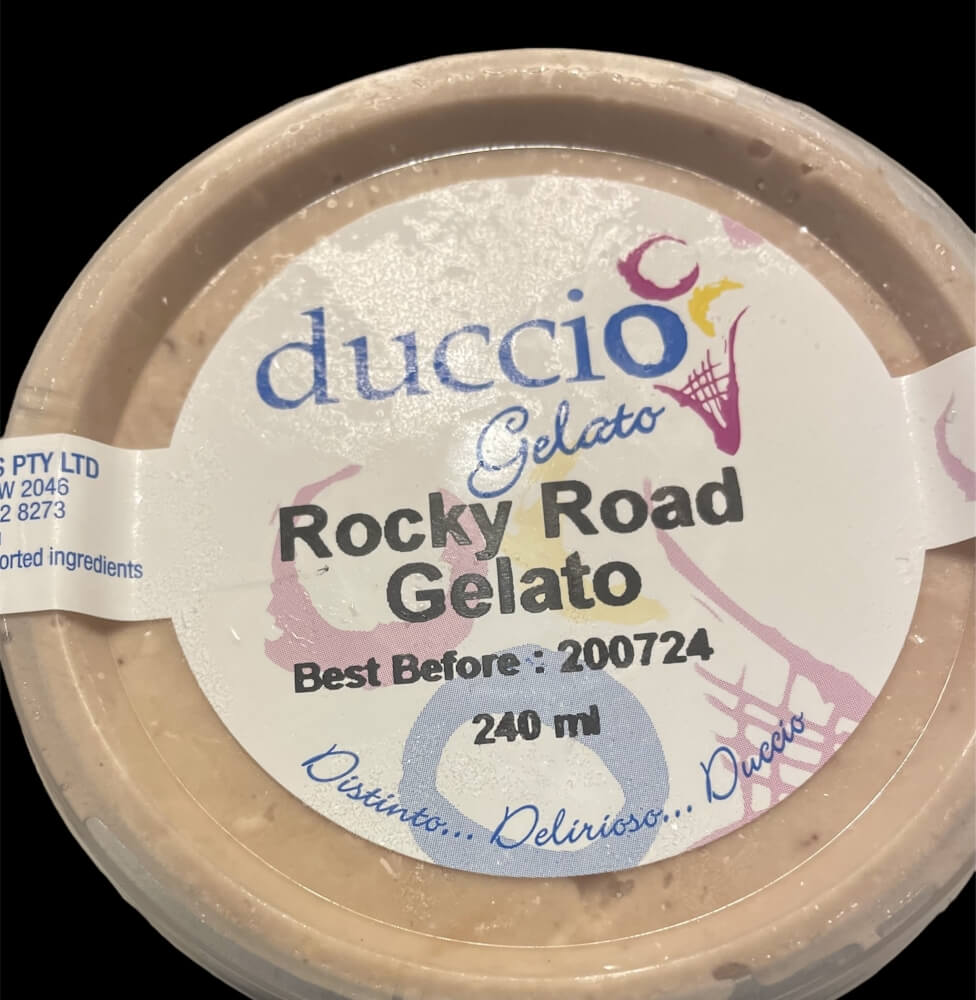 duccio
Gelato
Rocky Road
Gelato
Best Before : 200724
240 ml
Distinto... Delirioso... Duccio
S PTY LTD
W 2046
2 8273
orted ingredients